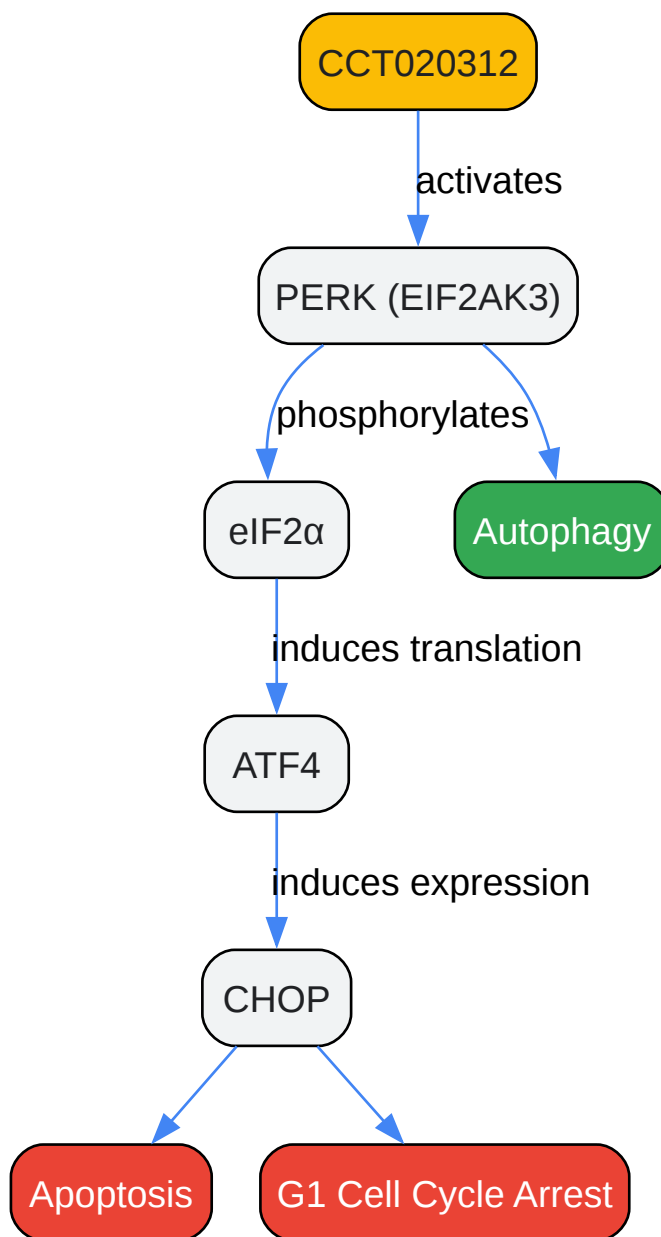 CCT020312
activates
PERK (EIF2AK3)
phosphorylates
eIF2α
Autophagy
induces translation
ATF4
induces expression
CHOP
Apoptosis
G1 Cell Cycle Arrest